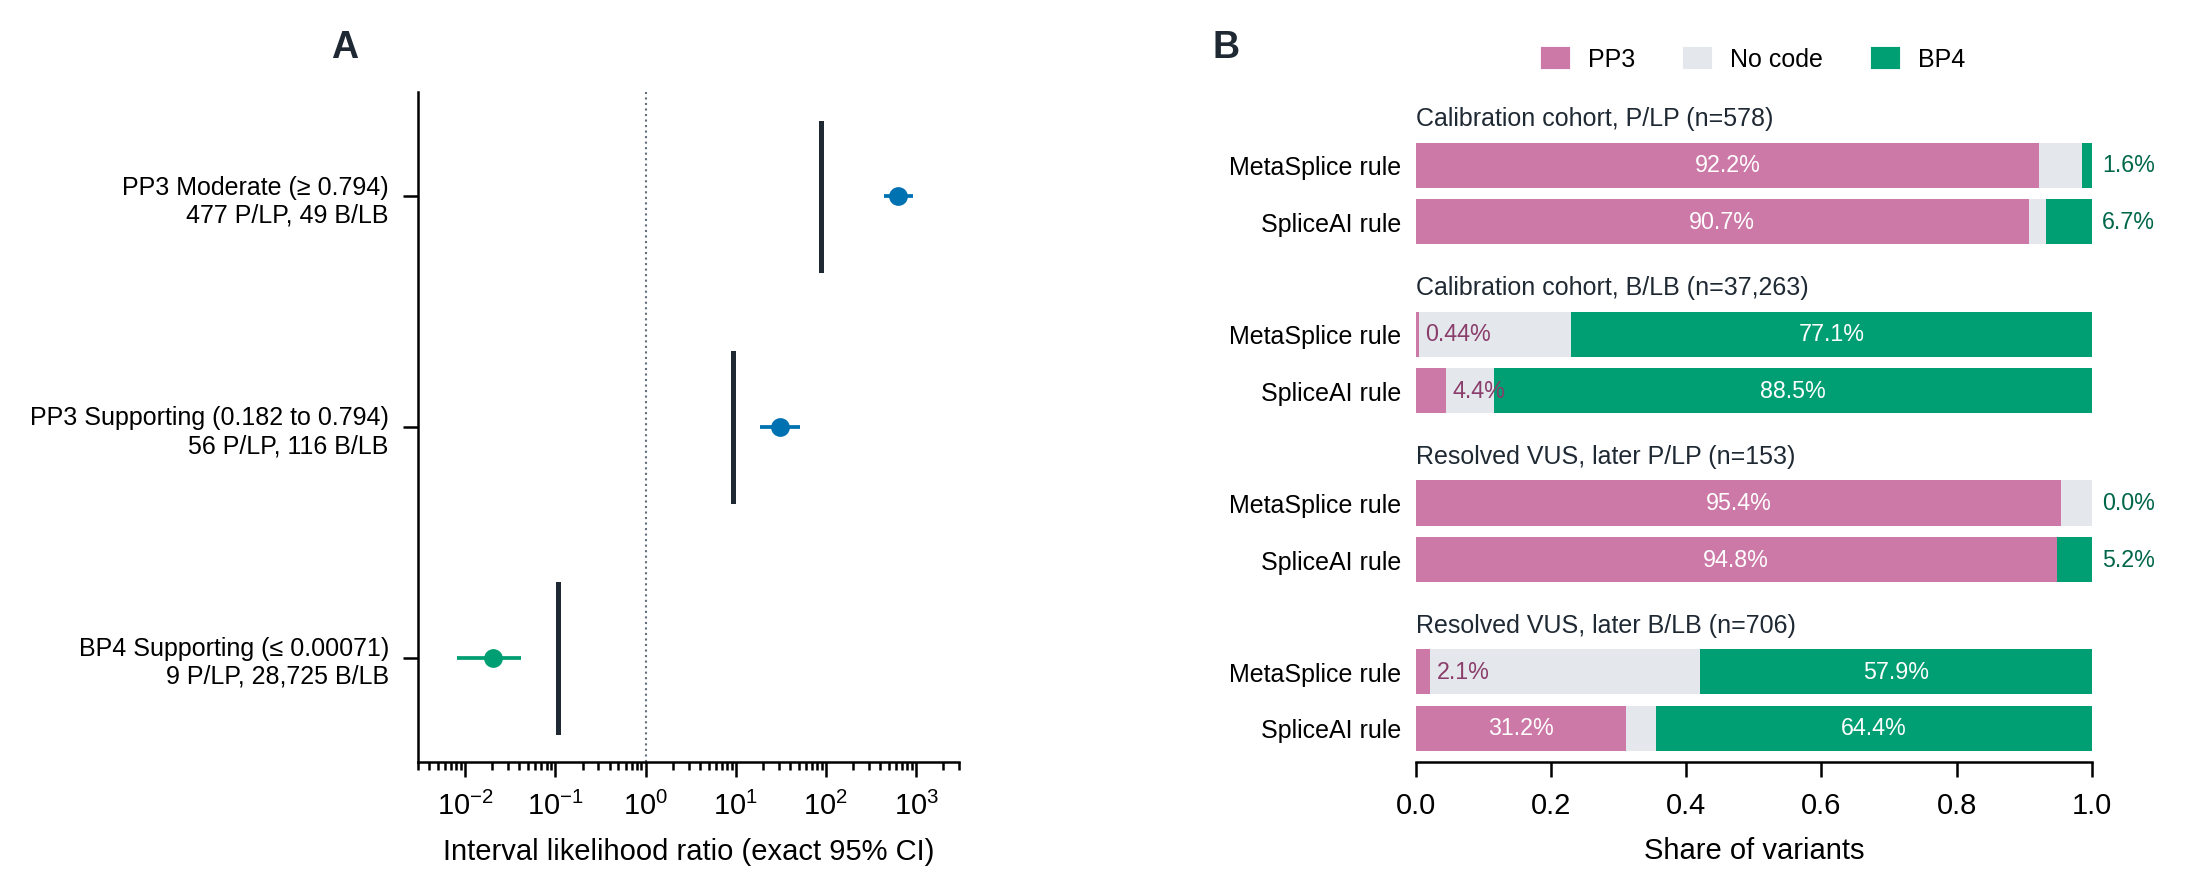 A
PP3 Moderate (≥ 0.794)
477 P/LP, 49 B/LB
PP3 Supporting (0.182 to 0.794)
56 P/LP, 116 B/LB
BP4 Supporting (≤ 0.00071)
9 P/LP, 28,725 B/LB
10⁻² 10⁻¹ 10⁰ 10¹ 10² 10³
Interval likelihood ratio (exact 95% CI)
B
PP3 No code BP4
Calibration cohort, P/LP (n=578)
MetaSplice rule 92.2% 1.6%
SpliceAI rule 90.7% 6.7%
Calibration cohort, B/LB (n=37,263)
MetaSplice rule 0.44% 77.1%
SpliceAI rule 4.4% 88.5%
Resolved VUS, later P/LP (n=153)
MetaSplice rule 95.4% 0.0%
SpliceAI rule 94.8% 5.2%
Resolved VUS, later B/LB (n=706)
MetaSplice rule 2.1% 57.9%
SpliceAI rule 31.2% 64.4%
0.0 0.2 0.4 0.6 0.8 1.0
Share of variants